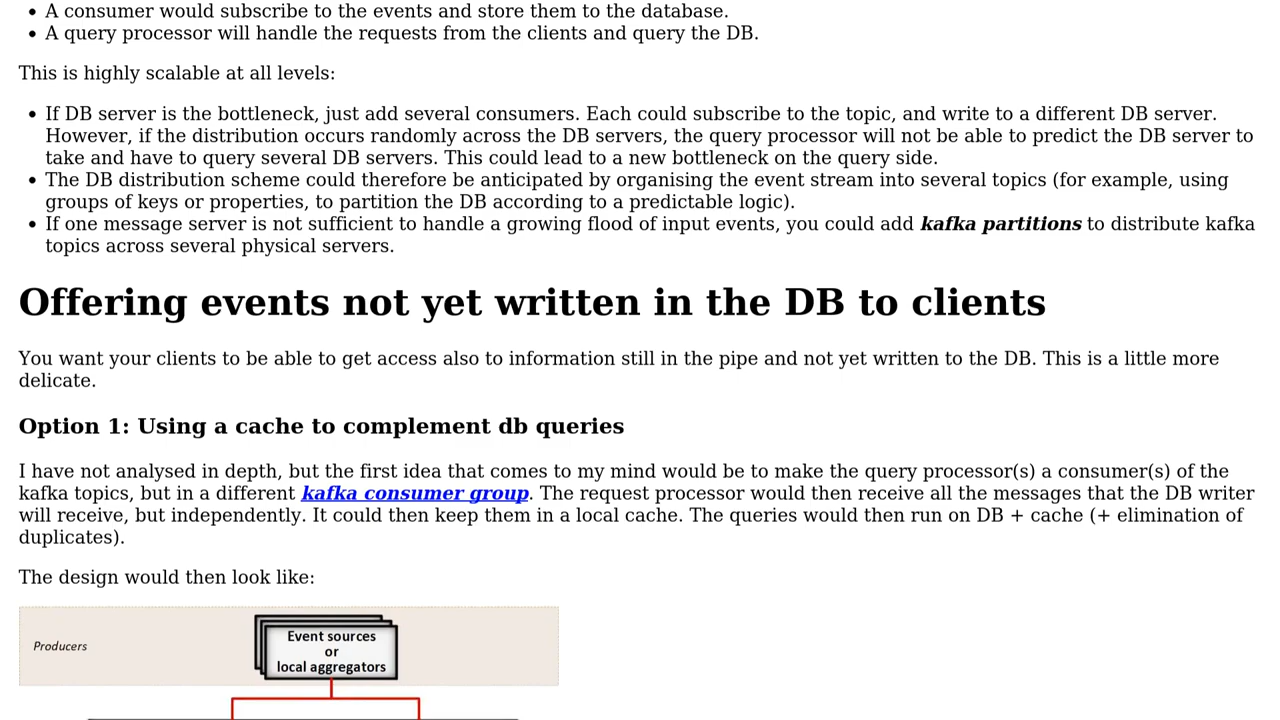 • A consumer would subscribe to the events and store them to the database.
• A query processor will handle the requests from the clients and query the DB.
This is highly scalable at all levels:
• If DB server is the bottleneck, just add several consumers. Each could subscribe to the topic, and write to a different DB server.
However, if the distribution occurs randomly across the DB servers, the query processor will not be able to predict the DB server to
take and have to query several DB servers. This could lead to a new bottleneck on the query side.
• The DB distribution scheme could therefore be anticipated by organising the event stream into several topics (for example, using
groups of keys or properties, to partition the DB according to a predictable logic).
• If one message server is not sufficient to handle a growing flood of input events, you could add kafka partitions to distribute kafka
topics across several physical servers.
Offering events not yet written in the DB to clients
You want your clients to be able to get access also to information still in the pipe and not yet written to the DB. This is a little more
delicate.
Option 1: Using a cache to complement db queries
I have not analysed in depth, but the first idea that comes to my mind would be to make the query processor(s) a consumer(s) of the
kafka topics, but in a different kafka consumer group. The request processor would then receive all the messages that the DB writer
will receive, but independently. It could then keep them in a local cache. The queries would then run on DB + cache (+ elimination of
duplicates).
The design would then look like:
Producers
Event sources
or
local aggregators